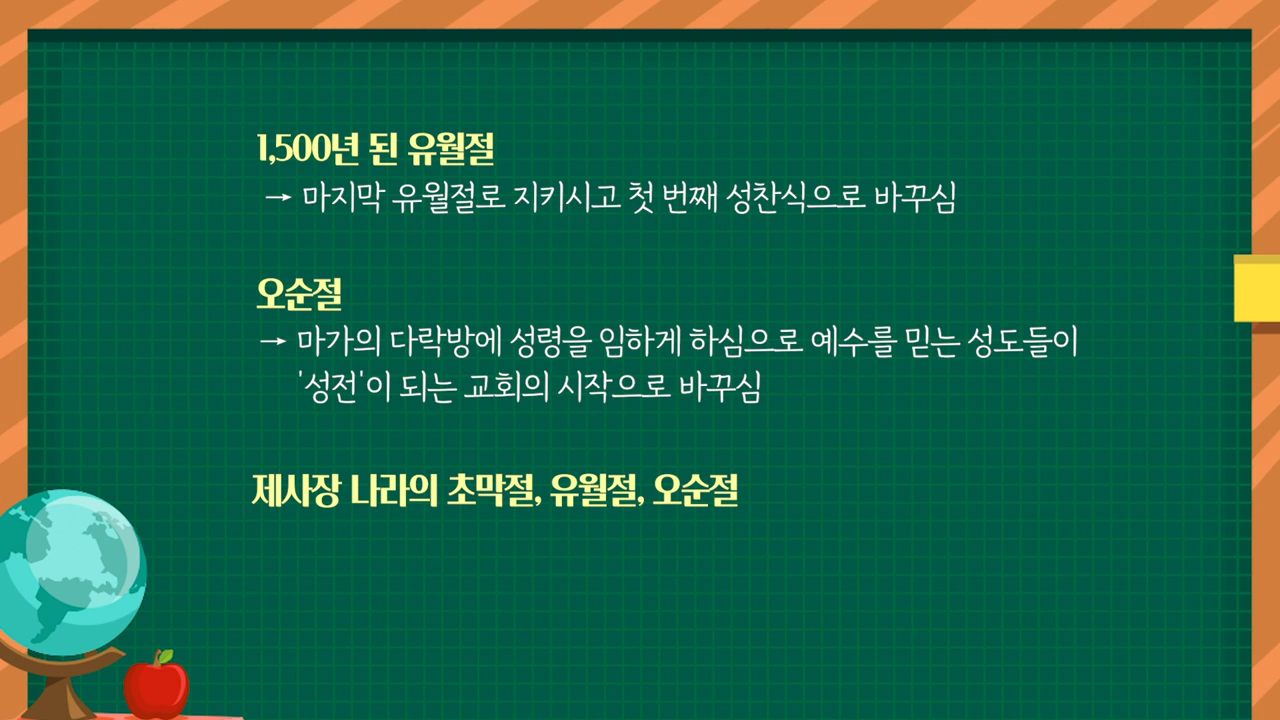 1,500년 된 유월절
→ 마지막 유월절로 지키시고 첫 번째 성찬식으로 바꾸심
오순절
→ 마가의 다락방에 성령을 임하게 하심으로 예수를 믿는 성도들이
'성전'이 되는 교회의 시작으로 바꾸심
제사장 나라의 초막절, 유월절, 오순절